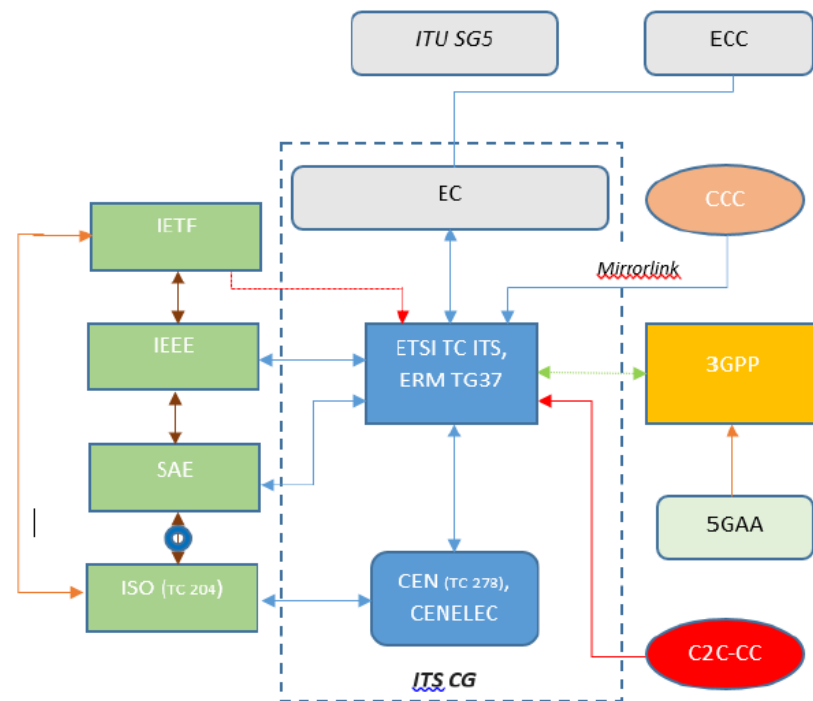 ITU SG5
ECC
EC
CCC
IETF
Mirrorlink
IEEE
ETSI TC ITS,
ERM TG37
3GPP
SAE
5GAA
ISO (TC 204)
CEN (TC 278),
CENELEC
C2C-CC
ITS CG